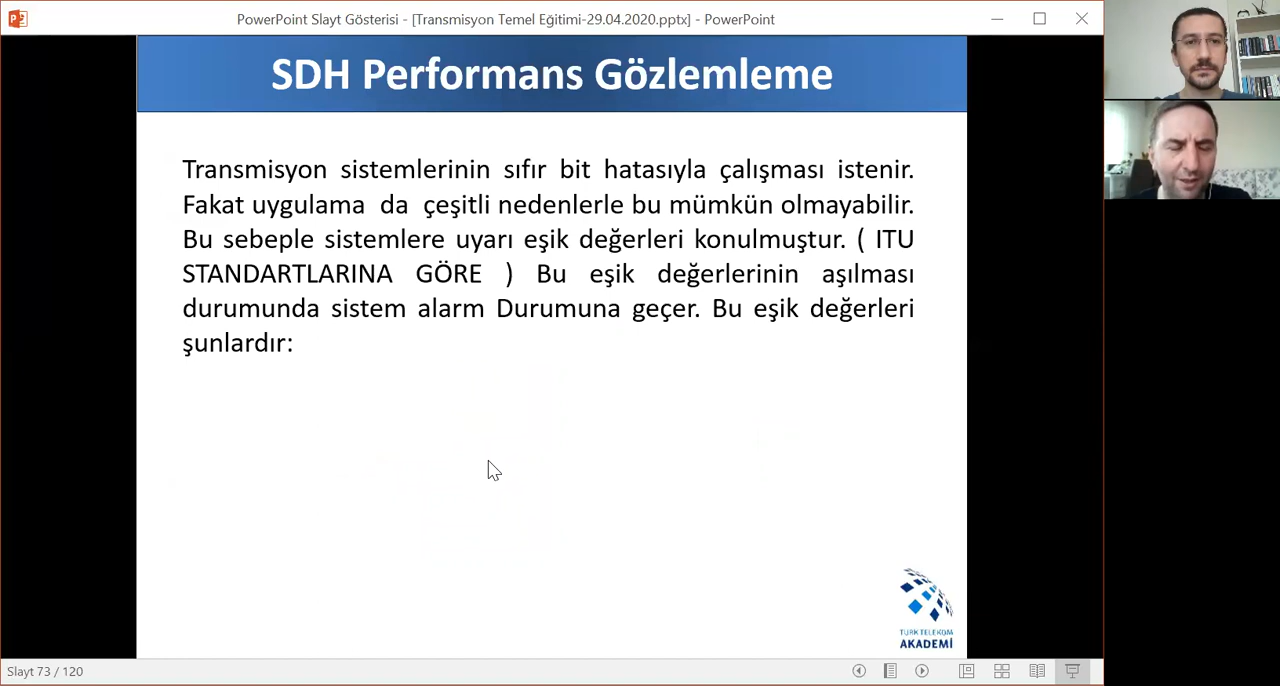 PowerPoint Slayt Gösterisi - [Transmisyon Temel Eğitimi-29.04.2020.pptx] - PowerPoint
SDH Performans Gözlemleme
Transmisyon sistemlerinin sıfır bit hatasıyla çalışması istenir.
Fakat uygulama da çeşitli nedenlerle bu mümkün olmayabilir.
Bu sebeple sistemlere uyarı eşik değerleri konulmuştur. ( ITU
STANDARTLARINA GÖRE ) Bu eşik değerlerinin aşılması
durumunda sistem alarm Durumuna geçer. Bu eşik değerleri
şunlardır:
TÜRK TELEKOM
AKADEMİ
Slayt 73 / 120